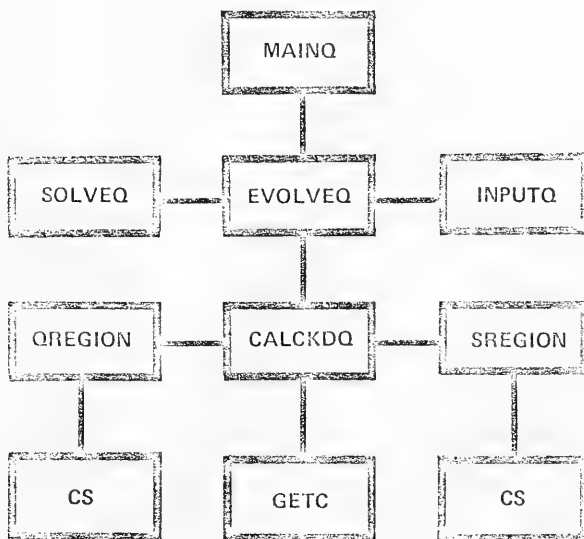 MAINQ
SOLVEQ
EVOLVEQ
INPUTQ
QREGION
CALCKDQ
SREGION
CS
GETC
CS